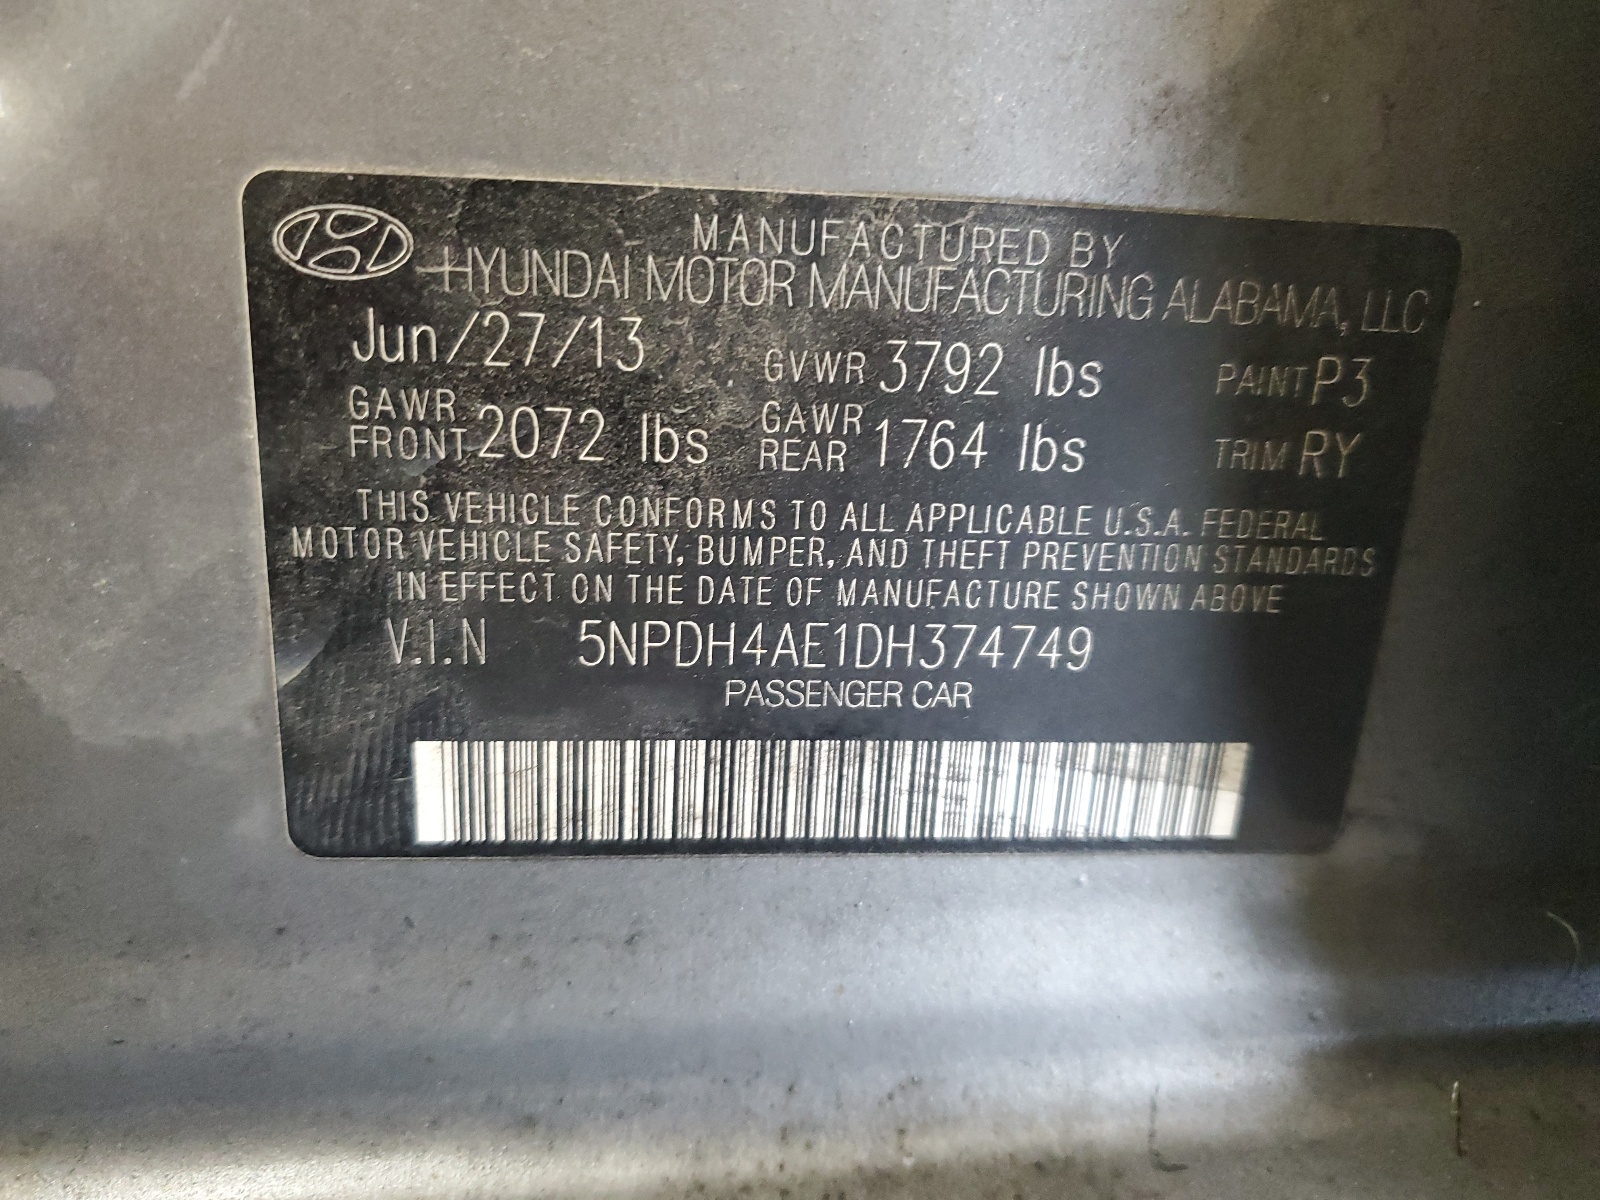 MANUFACTURED BY
HYUNDAI MOTOR MANUFACTURING ALABAMA, LLC
Jun/27/13 GVWR 3792 lbs PAINT P3
GAWR FRONT 2072 lbs GAWR REAR 1764 lbs TRIM RY
THIS VEHICLE CONFORMS TO ALL APPLICABLE U.S.A. FEDERAL
MOTOR VEHICLE SAFETY, BUMPER, AND THEFT PREVENTION STANDARDS
IN EFFECT ON THE DATE OF MANUFACTURE SHOWN ABOVE
V.I.N 5NPDH4AE1DH374749
PASSENGER CAR